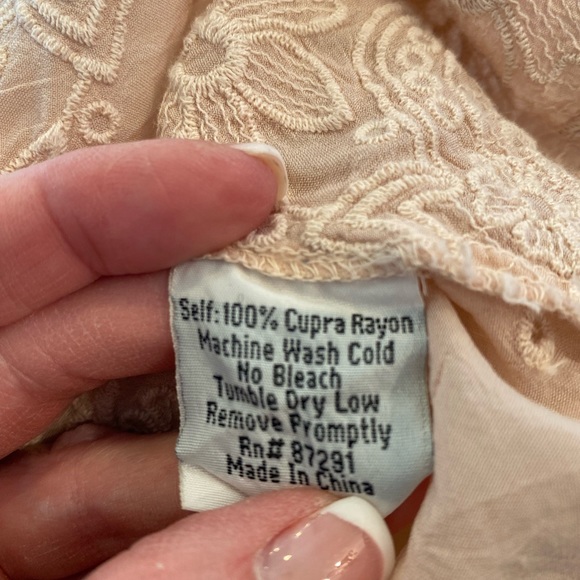 Self: 100% Cupra Rayon
Machine Wash Cold
No Bleach
Tumble Dry Low
Remove Promptly
Rn# 87291
Made In China